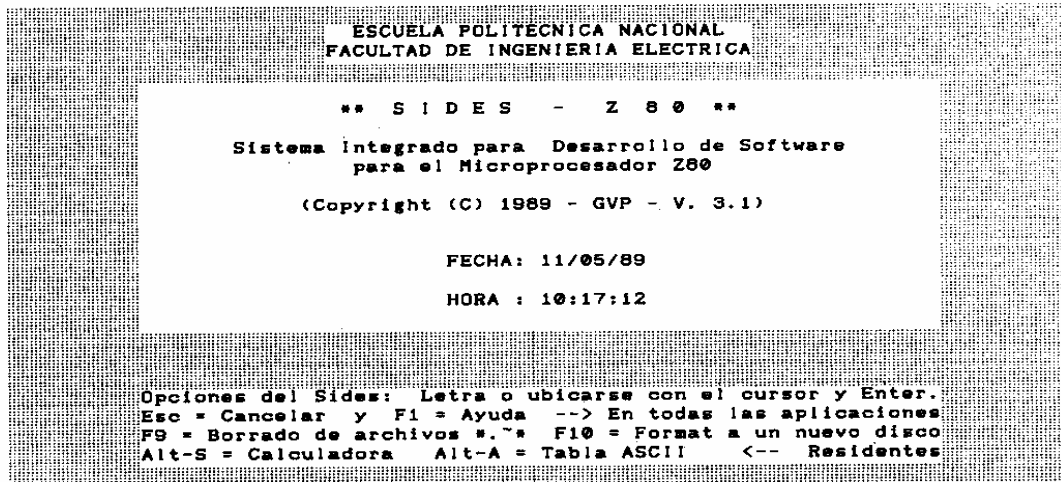 ESCUELA POLITECNICA NACIONAL
FACULTAD DE INGENIERIA ELECTRICA
** S I D E S - Z 8 0 **
Sistema Integrado para Desarrollo de Software
para el Microprocesador Z80
(Copyright (C) 1989 - GVP - V. 3.1)
FECHA: 11/05/89
HORA : 10:17:12
Opciones del Sides: Letra o ubicarse con el cursor y Enter.
Esc = Cancelar y F1 = Ayuda --> En todas las aplicaciones
F9 = Borrado de archivos *.~* F10 = Format a un nuevo disco
Alt-S = Calculadora Alt-A = Tabla ASCII <-- Residentes